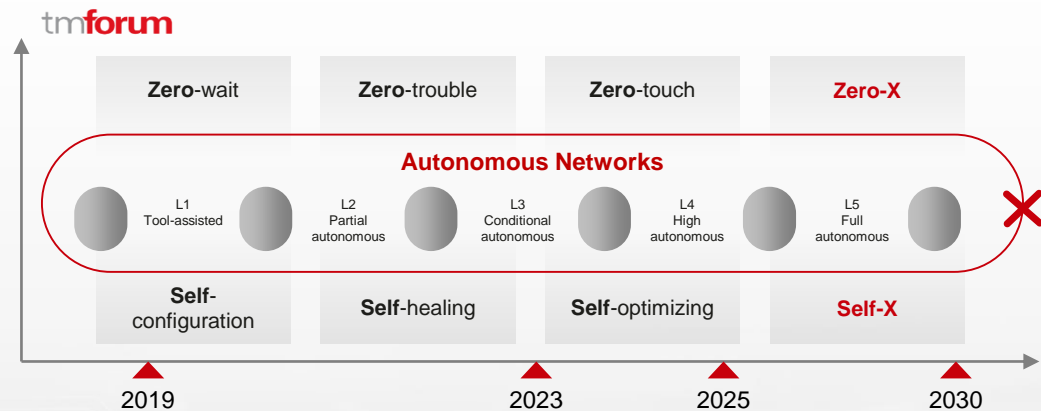 tmforum
Zero-wait
Zero-trouble
Zero-touch
Zero-X
Autonomous Networks
L1
Tool-assisted
L2
Partial
autonomous
L3
Conditional
autonomous
L4
High
autonomous
L5
Full
autonomous
Self-
configuration
Self-healing
Self-optimizing
Self-X
2019
2023
2025
2030